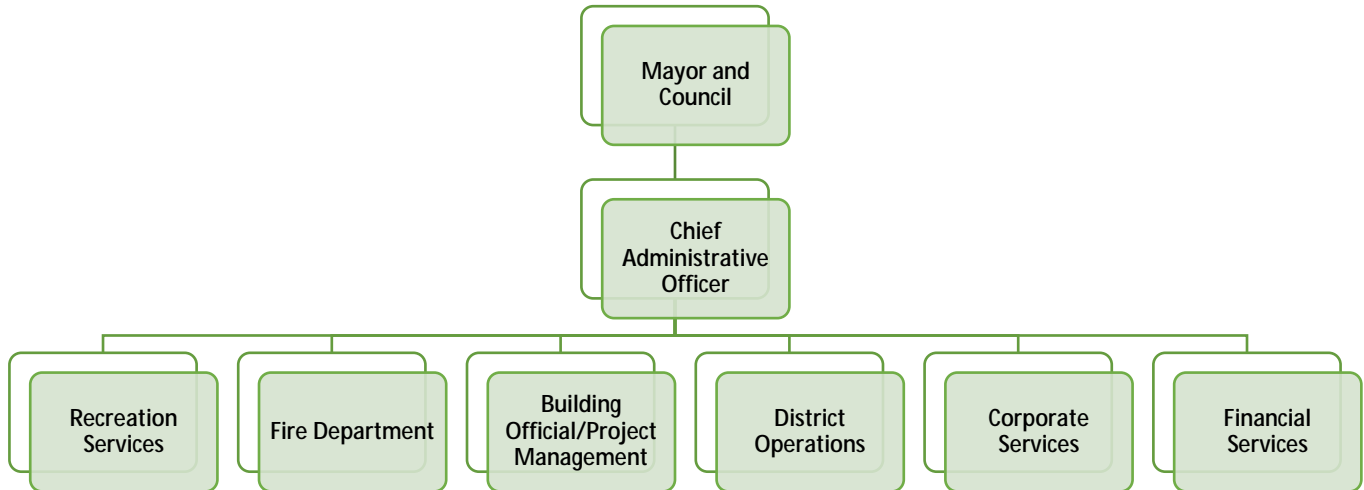 Mayor and
Council
Chief
Administrative
Officer
Recreation
Services
Fire Department
Building
Official/Project
Management
District
Operations
Corporate
Services
Financial
Services